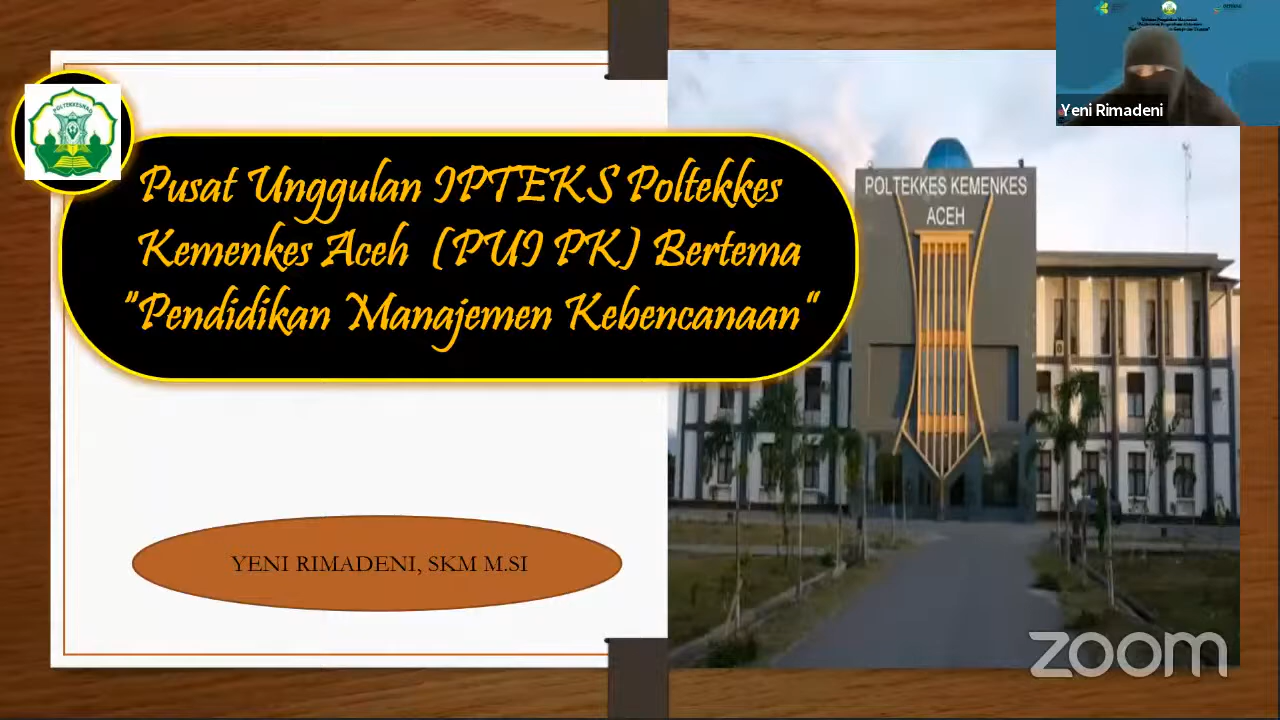 POLTEKKESNAD
Pusat Unggulan IPTEKS Poltekkes
Kemenkes Aceh (PUI PK) Bertema
"Pendidikan Manajemen Kebencanaan“
YENI RIMADENI, SKM M.SI
POLTEKKES KEMENKES
ACEH
Yeni Rimadeni
zoom